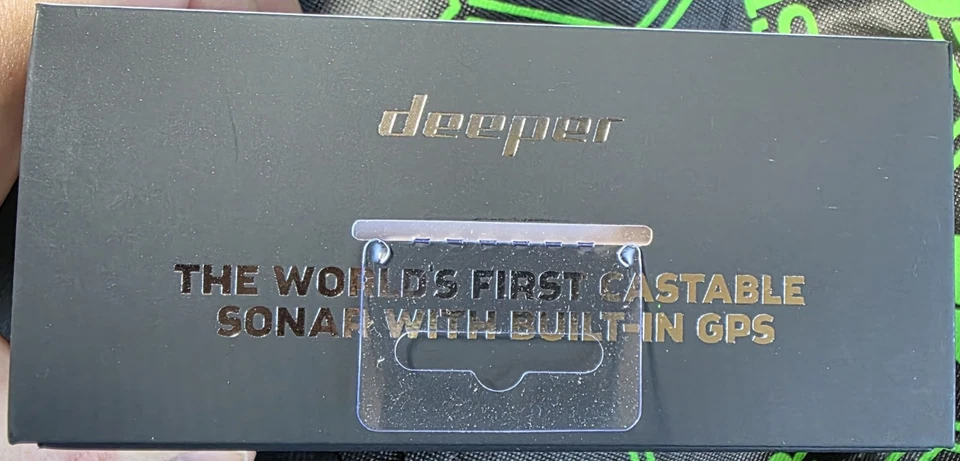 deeper
THE WORLD'S FIRST CASTABLE
SONAR WITH BUILT-IN GPS